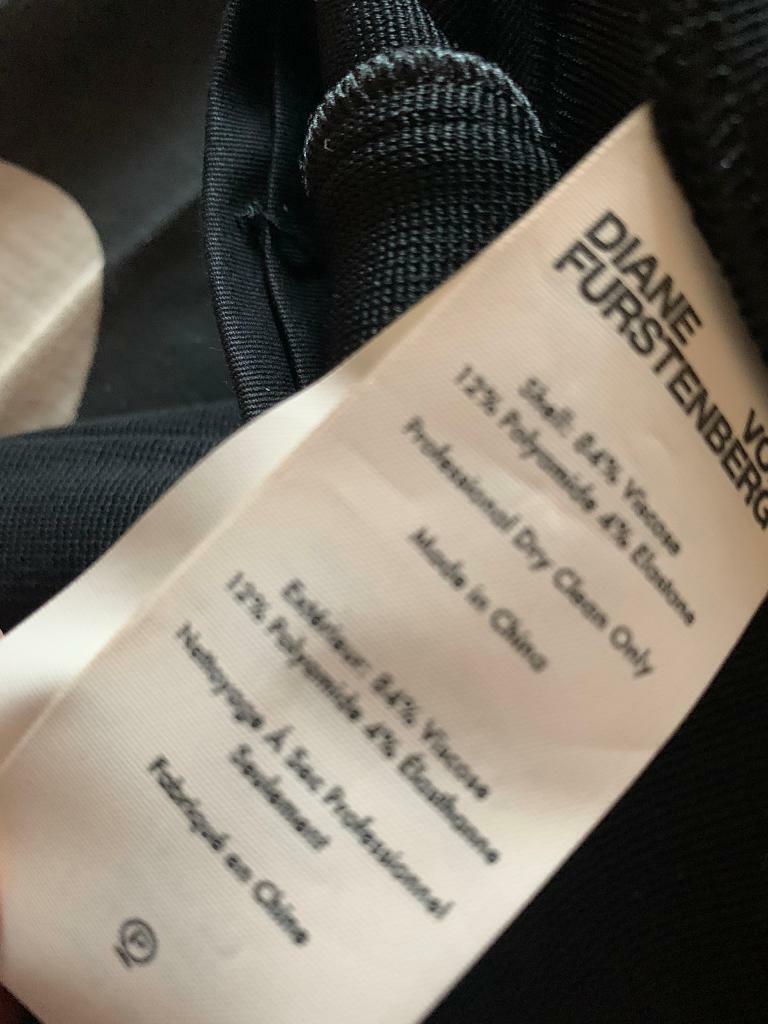 DIANE
VO
FURSTENBERG
Shell: 84% Viscose
12% Polyamide 4% Elastane
Professional Dry Clean Only
Made in China
Extérieur: 84% Viscose
12% Polyamide 4% Élasthanne
Nettoyage À Sec Professionnel
Seulement
Fabriqué en Chine
P